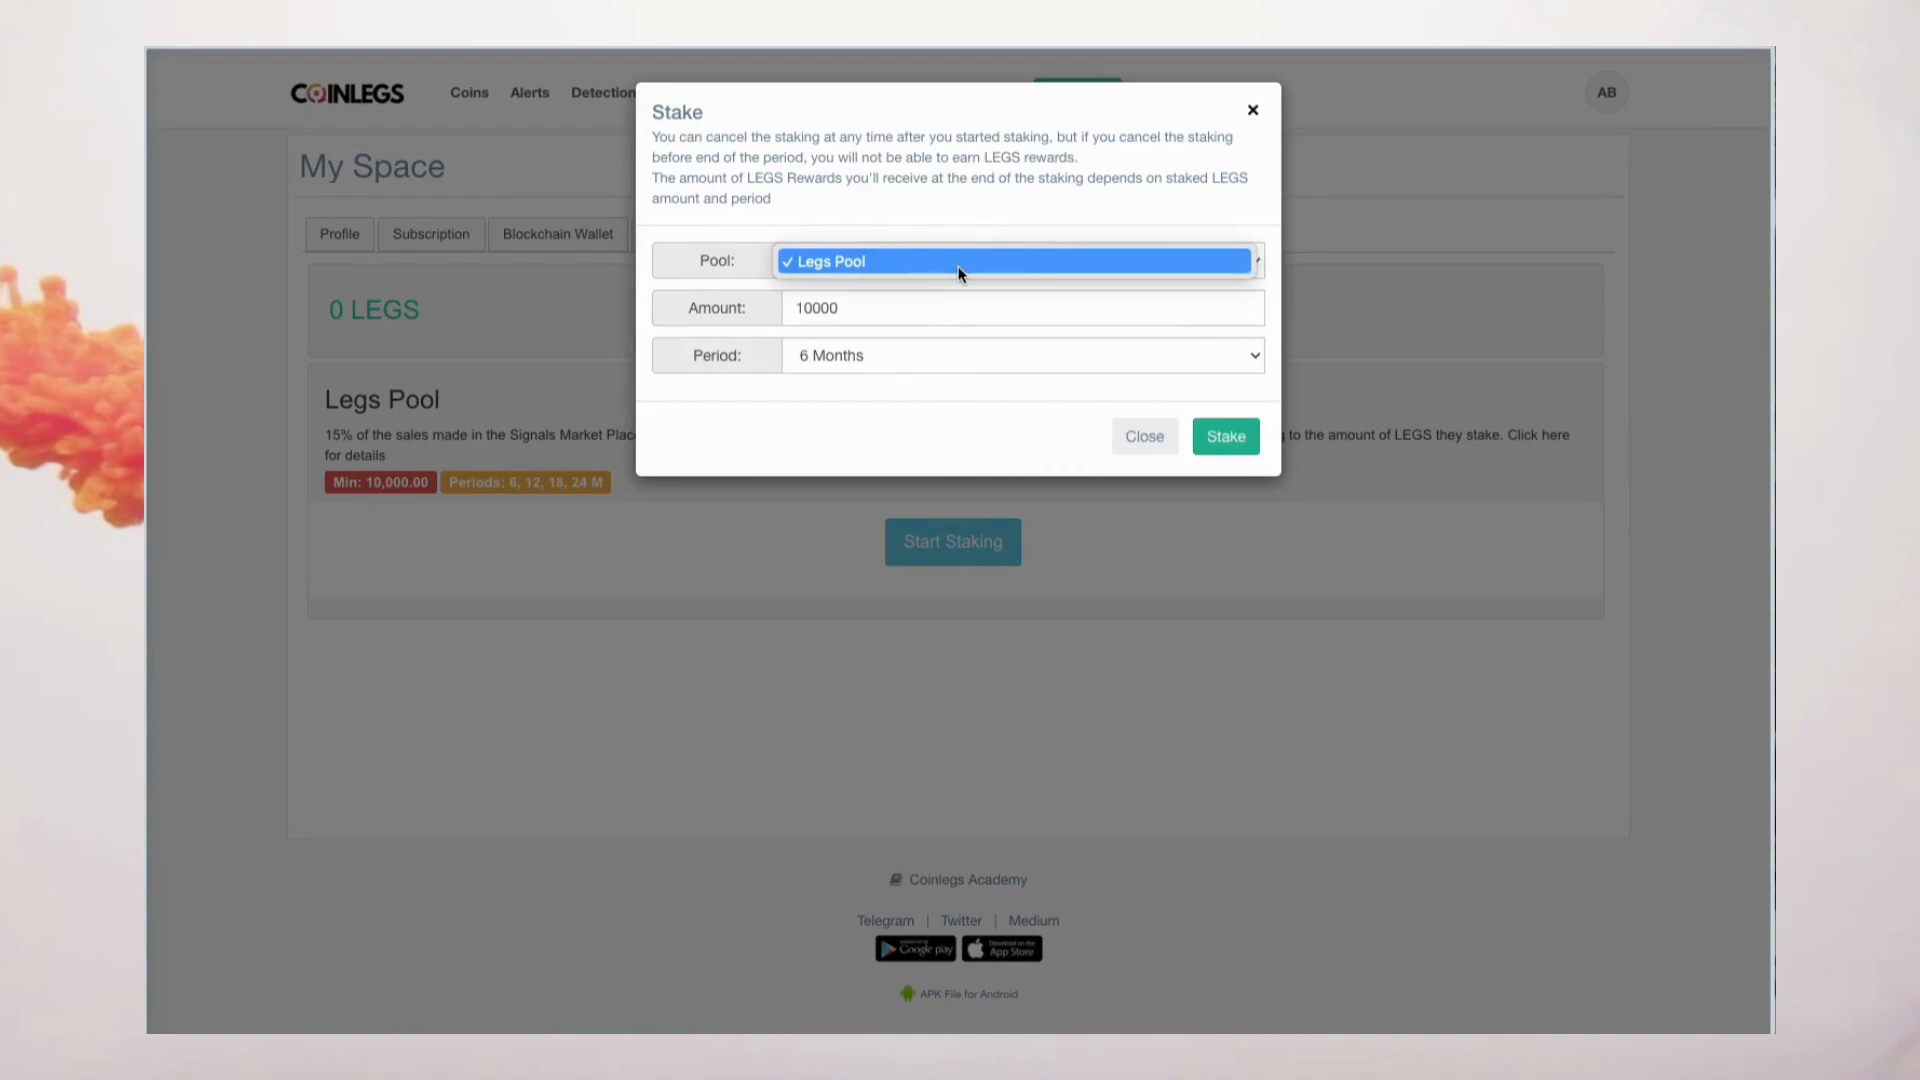 COINLEGS
Coins
Alerts
Detection
AB
My Space
Profile
Subscription
Blockchain Wallet
0 LEGS
Legs Pool
15% of the sales made in the Signals Market Place
to the amount of LEGS they stake. Click here
for details
Min: 10,000.00
Periods: 6, 12, 18, 24 M
Start Staking
Stake
×
You can cancel the staking at any time after you started staking, but if you cancel the staking
before end of the period, you will not be able to earn LEGS rewards.
The amount of LEGS Rewards you'll receive at the end of the staking depends on staked LEGS
amount and period
Pool:
✓ Legs Pool
Amount:
10000
Period:
6 Months
Close
Stake
Coinlegs Academy
Telegram | Twitter | Medium
Google play
Download on the
App Store
APK File for Android